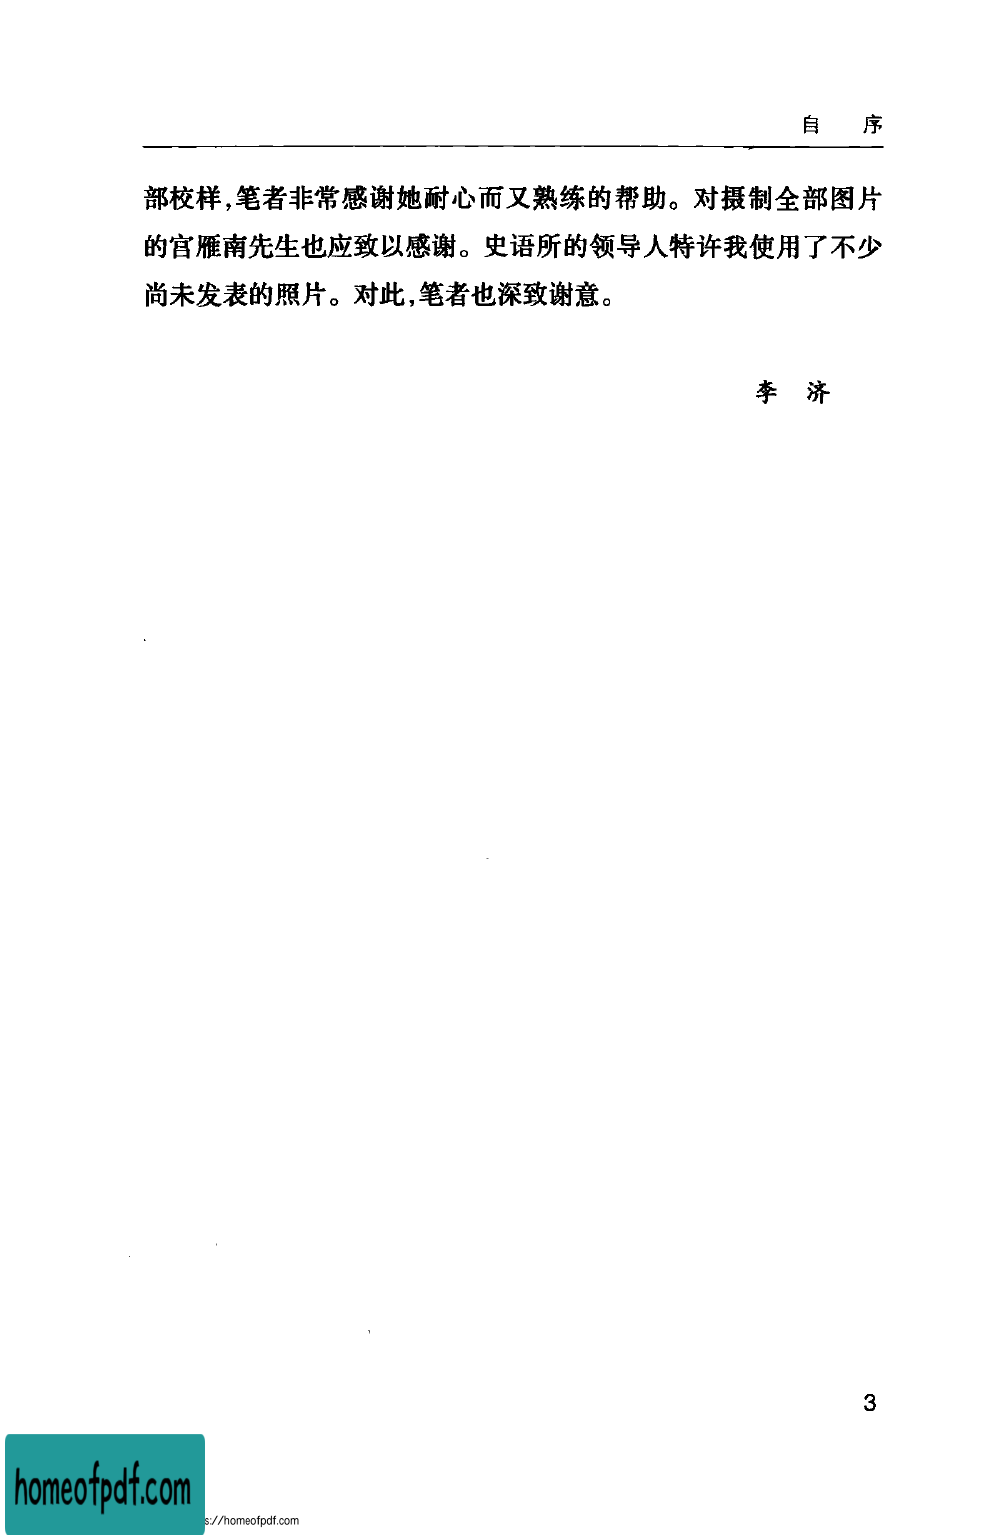 自 序
部校样,笔者非常感谢她耐心而又熟练的帮助。对摄制全部图片
的宫雁南先生也应致以感谢。史语所的领导人特许我使用了不少
尚未发表的照片。对此,笔者也深致谢意。
李 济
3
homeofpdf.com
s://homeofpdf.com